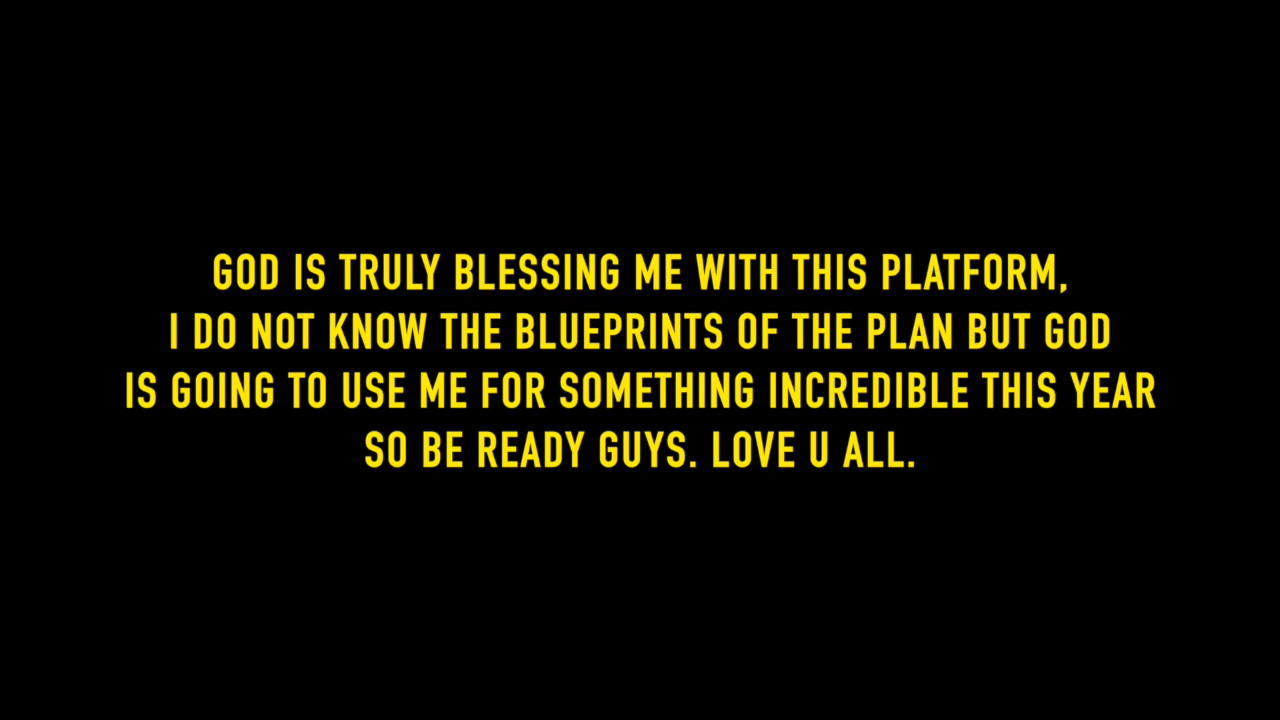 GOD IS TRULY BLESSING ME WITH THIS PLATFORM,
I DO NOT KNOW THE BLUEPRINTS OF THE PLAN BUT GOD
IS GOING TO USE ME FOR SOMETHING INCREDIBLE THIS YEAR
SO BE READY GUYS. LOVE U ALL.